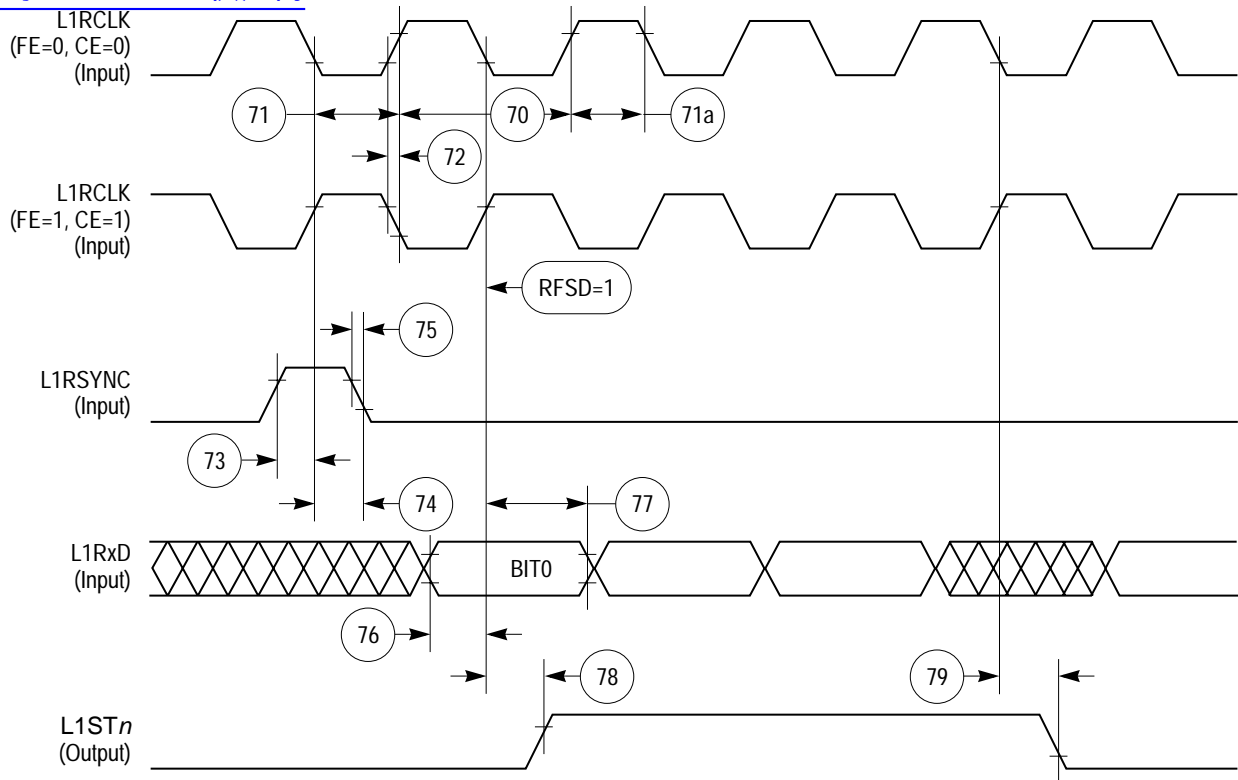 L1RCLK
(FE=0, CE=0)
(Input)
71
70
71a
72
L1RCLK
(FE=1, CE=1)
(Input)
RFSD=1
75
L1RSYNC
(Input)
73
74
77
L1RxD
(Input)
BIT0
76
78
79
L1STn
(Output)